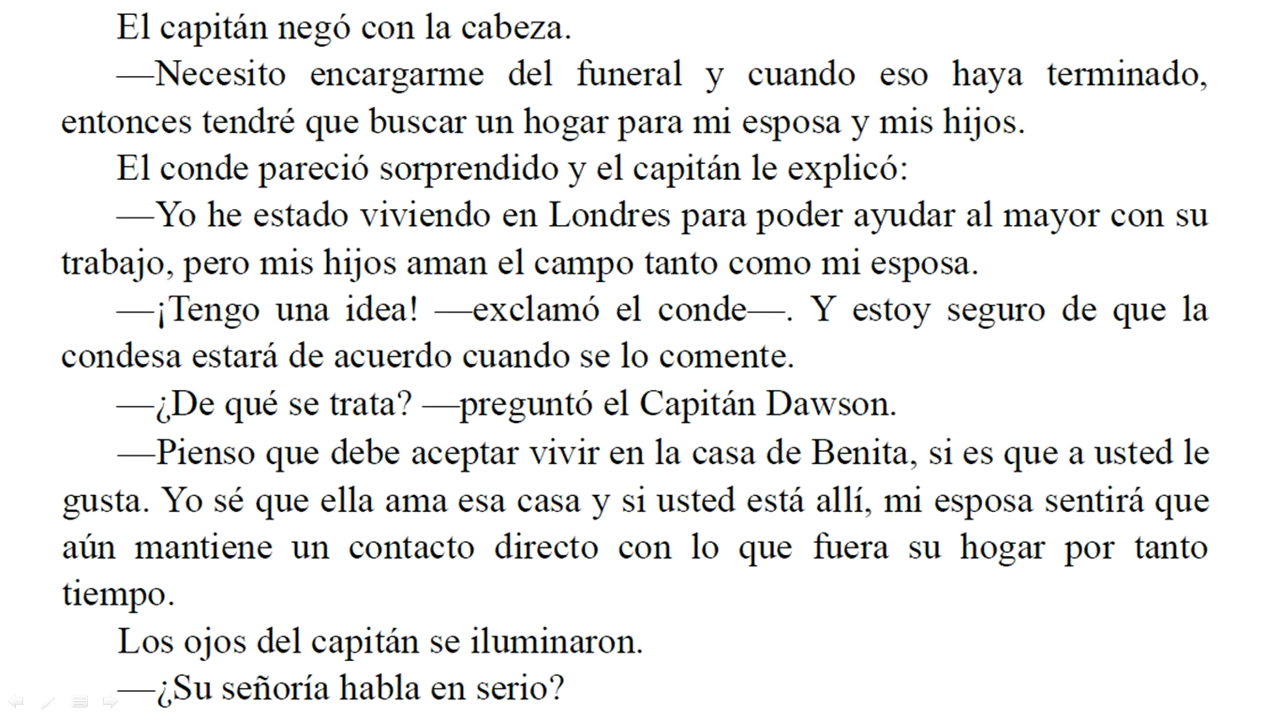 El capitán negó con la cabeza.
—Necesito encargarme del funeral y cuando eso haya terminado,
entonces tendré que buscar un hogar para mi esposa y mis hijos.
El conde pareció sorprendido y el capitán le explicó:
—Yo he estado viviendo en Londres para poder ayudar al mayor con su
trabajo, pero mis hijos aman el campo tanto como mi esposa.
—¡Tengo una idea! —exclamó el conde—. Y estoy seguro de que la
condesa estará de acuerdo cuando se lo comente.
—¿De qué se trata? —preguntó el Capitán Dawson.
—Pienso que debe aceptar vivir en la casa de Benita, si es que a usted le
gusta. Yo sé que ella ama esa casa y si usted está allí, mi esposa sentirá que
aún mantiene un contacto directo con lo que fuera su hogar por tanto
tiempo.
Los ojos del capitán se iluminaron.
—¿Su señoría habla en serio?